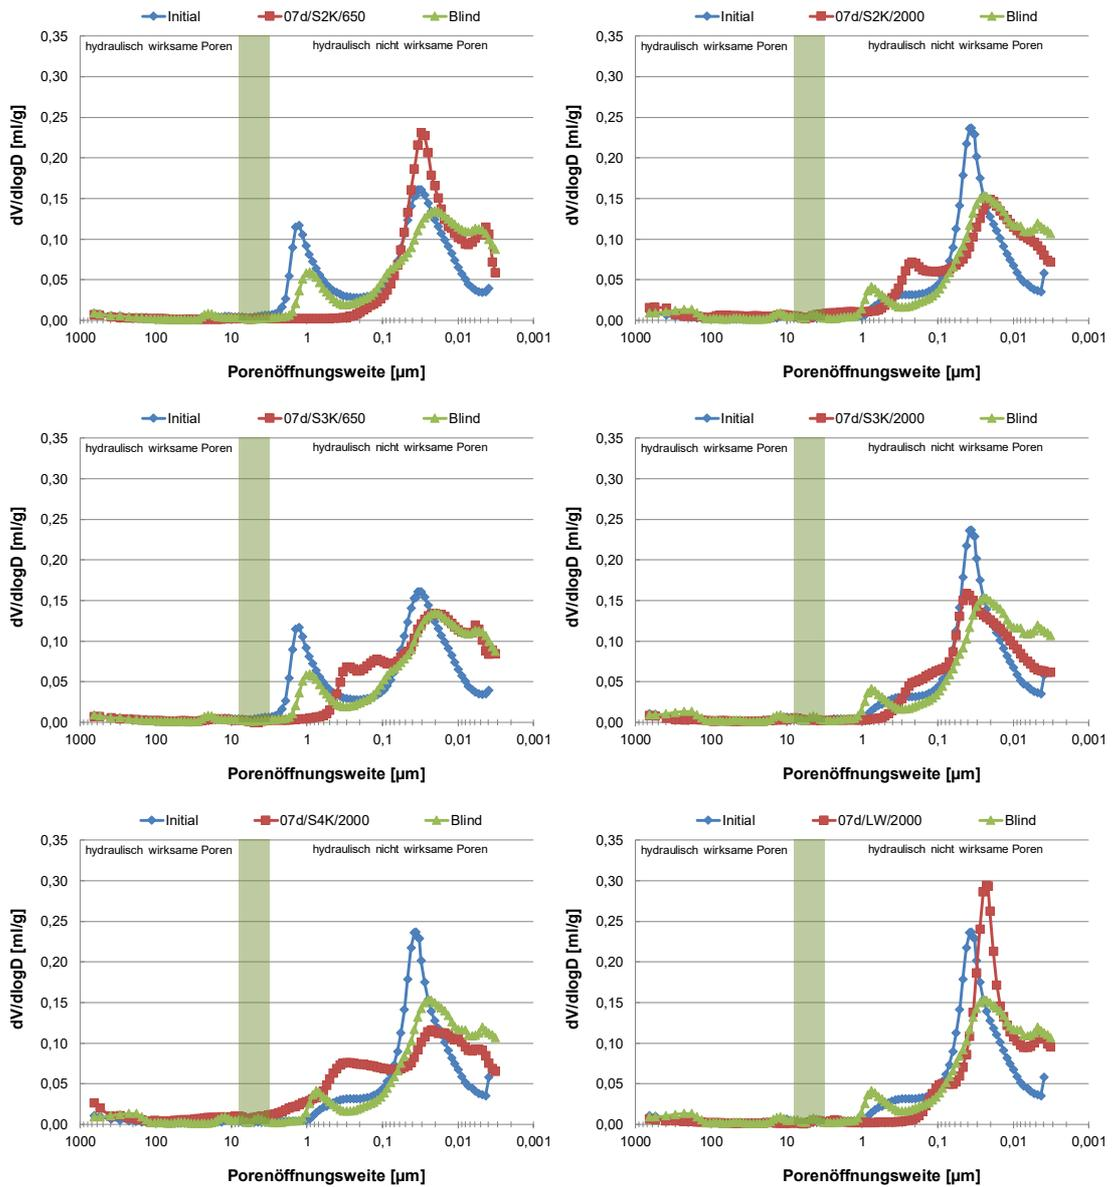 Initial 07d/S2K/650 Blind
0,35
hydraulisch wirksame Poren hydraulisch nicht wirksame Poren
0,30
0,25
0,20
0,15
0,10
0,05
0,00
dV/dlogD [ml/g]
1000 100 10 1 0,1 0,01 0,001
Porenöffnungsweite [µm]
Initial 07d/S2K/2000 Blind
0,35
hydraulisch wirksame Poren hydraulisch nicht wirksame Poren
0,30
0,25
0,20
0,15
0,10
0,05
0,00
dV/dlogD [ml/g]
1000 100 10 1 0,1 0,01 0,001
Porenöffnungsweite [µm]
Initial 07d/S3K/650 Blind
0,35
hydraulisch wirksame Poren hydraulisch nicht wirksame Poren
0,30
0,25
0,20
0,15
0,10
0,05
0,00
dV/dlogD [ml/g]
1000 100 10 1 0,1 0,01 0,001
Porenöffnungsweite [µm]
Initial 07d/S3K/2000 Blind
0,35
hydraulisch wirksame Poren hydraulisch nicht wirksame Poren
0,30
0,25
0,20
0,15
0,10
0,05
0,00
dV/dlogD [ml/g]
1000 100 10 1 0,1 0,01 0,001
Porenöffnungsweite [µm]
Initial 07d/S4K/2000 Blind
0,35
hydraulisch wirksame Poren hydraulisch nicht wirksame Poren
0,30
0,25
0,20
0,15
0,10
0,05
0,00
dV/dlogD [ml/g]
1000 100 10 1 0,1 0,01 0,001
Porenöffnungsweite [µm]
Initial 07d/LW/2000 Blind
0,35
hydraulisch wirksame Poren hydraulisch nicht wirksame Poren
0,30
0,25
0,20
0,15
0,10
0,05
0,00
dV/dlogD [ml/g]
1000 100 10 1 0,1 0,01 0,001
Porenöffnungsweite [µm]